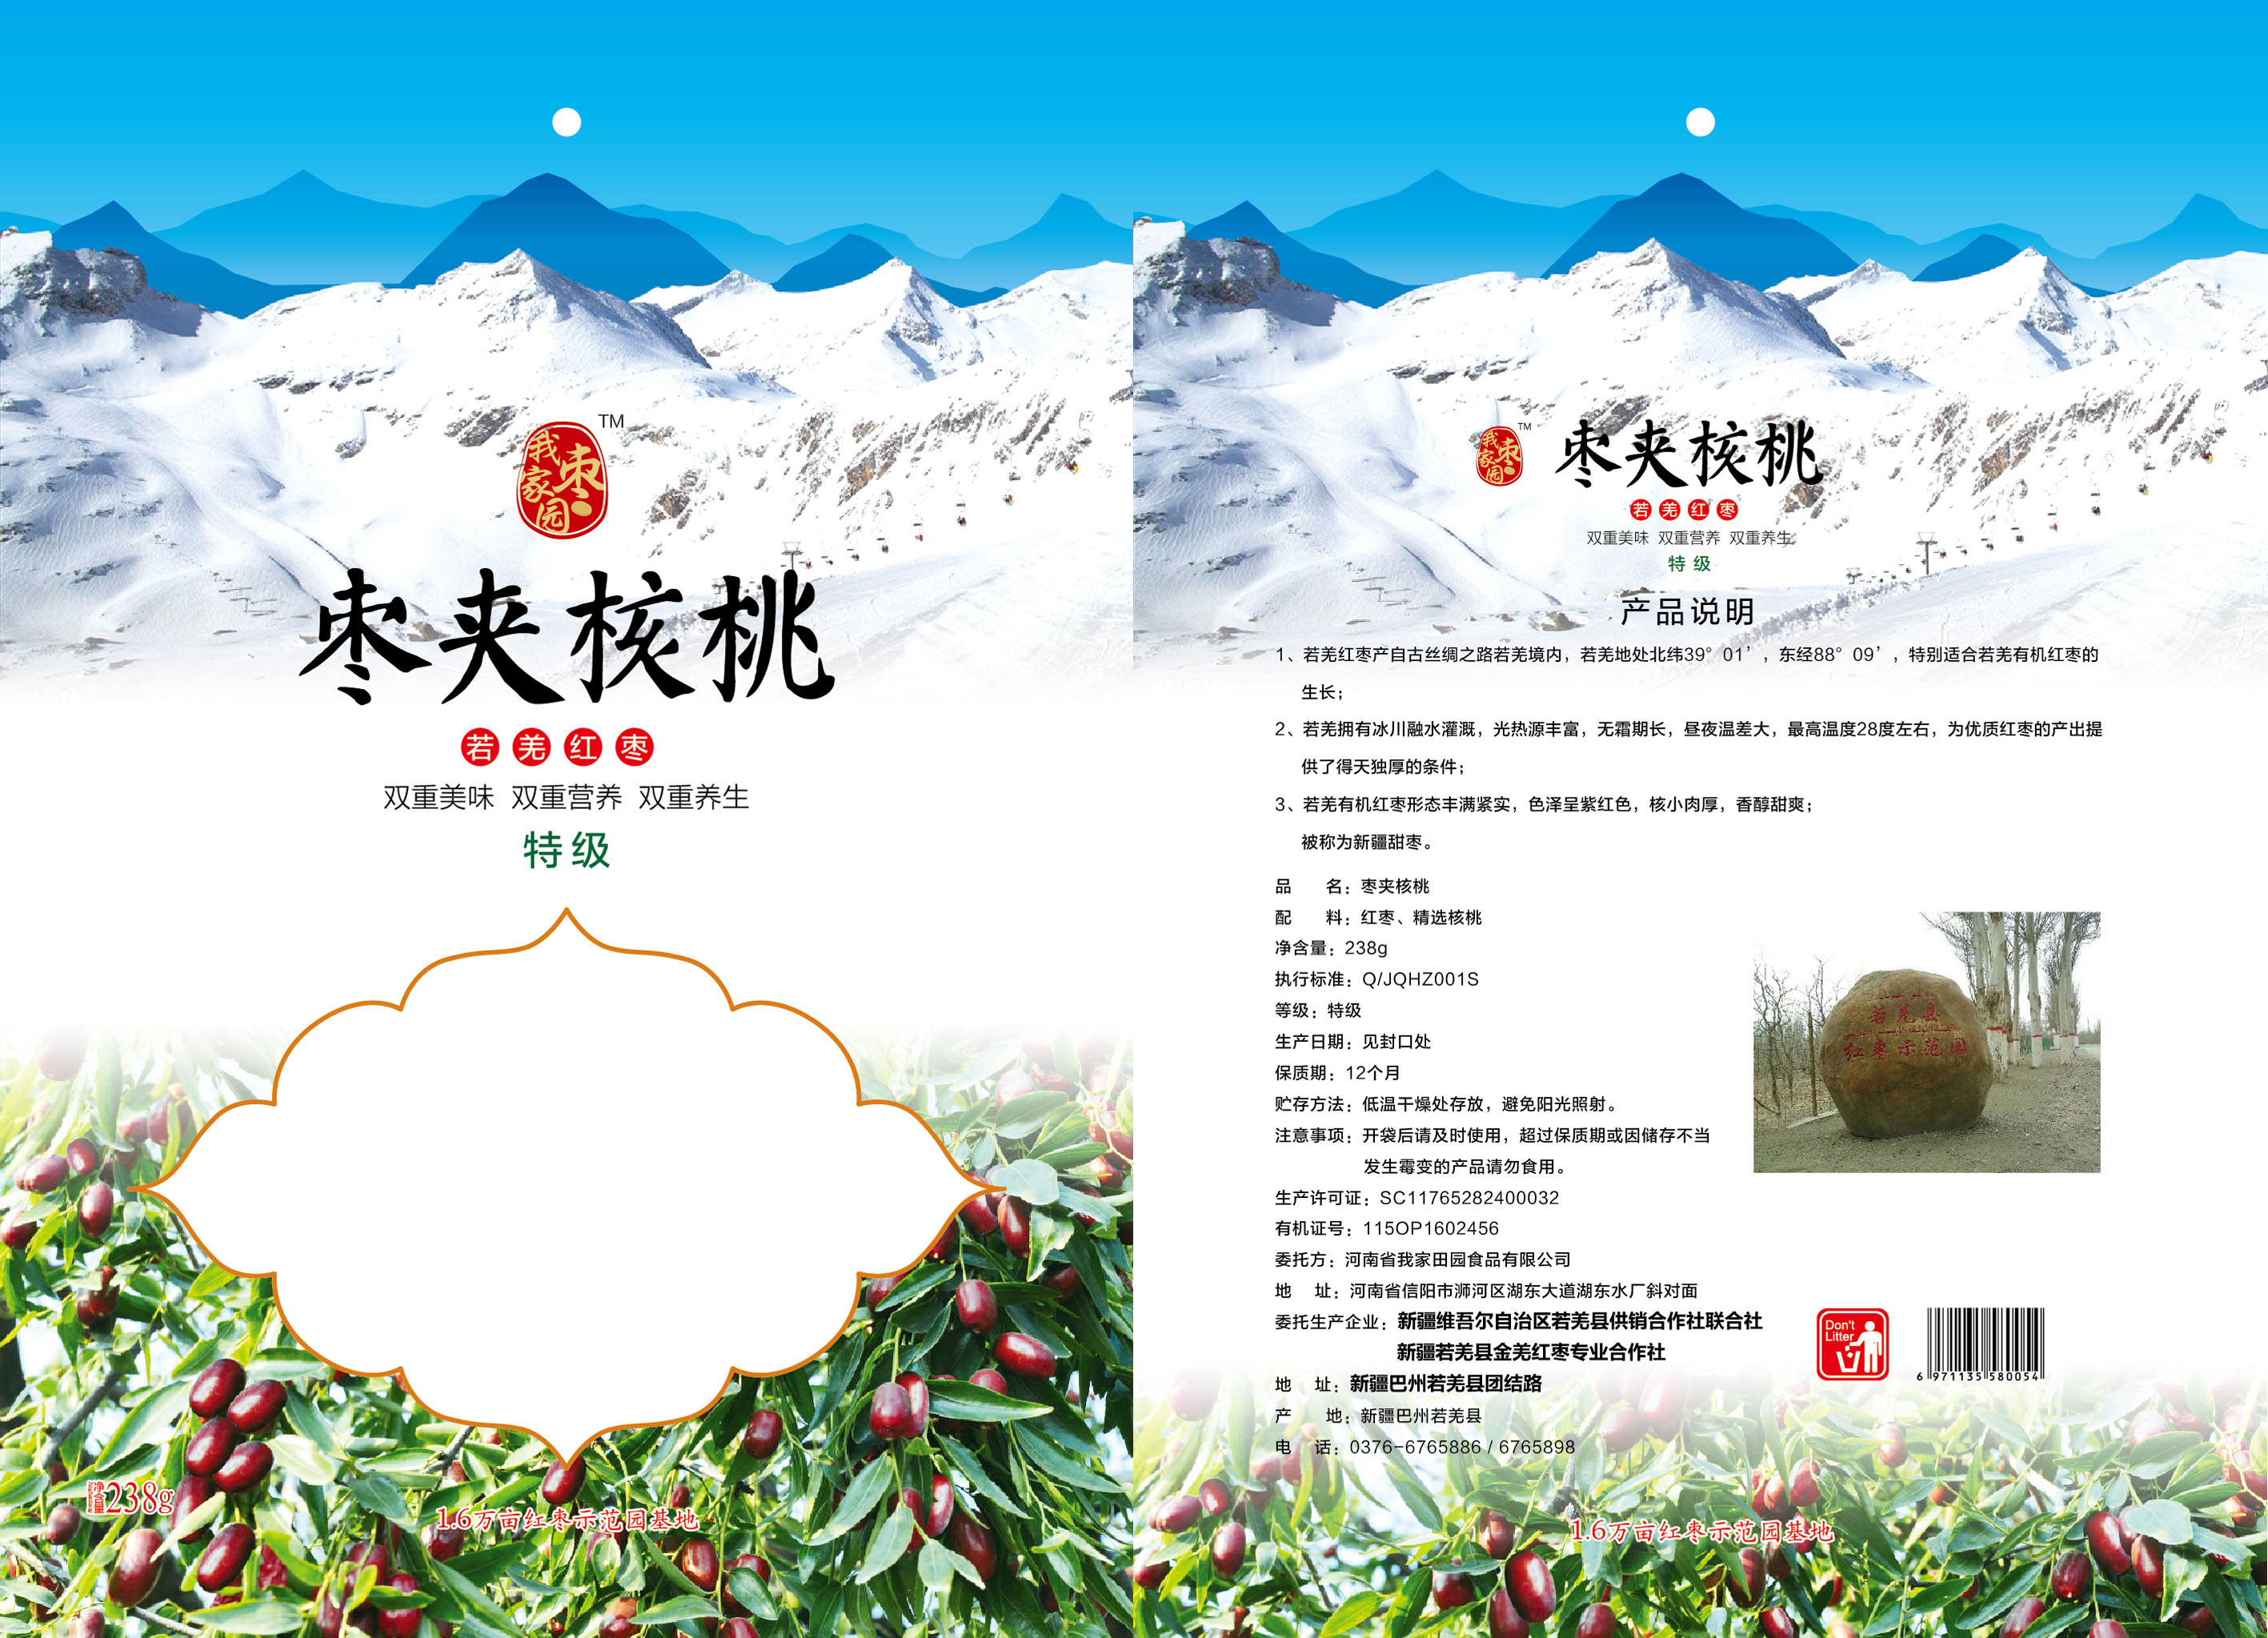 我家枣园
TM
枣夹核桃
若羌红枣
双重美味 双重营养 双重养生
特级
净含量238g
1.6万亩红枣示范园基地
我家枣园
TM
枣夹核桃
若羌红枣
双重美味 双重营养 双重养生
特级
产品说明
1、若羌红枣产自古丝绸之路若羌境内，若羌地处北纬39°01’，东经88°09’，特别适合若羌有机红枣的
生长；
2、若羌拥有冰川融水灌溉，光热源丰富，无霜期长，昼夜温差大，最高温度28度左右，为优质红枣的产出提
供了得天独厚的条件；
3、若羌有机红枣形态丰满紧实，色泽呈紫红色，核小肉厚，香醇甜爽；
被称为新疆甜枣。
品　　名：枣夹核桃
配　　料：红枣、精选核桃
净含量：238g
执行标准：Q/JQHZ001S
等级：特级
生产日期：见封口处
保质期：12个月
贮存方法：低温干燥处存放，避免阳光照射。
注意事项：开袋后请及时使用，超过保质期或因储存不当
发生霉变的产品请勿食用。
生产许可证：SC11765282400032
有机证号：115OP1602456
委托方：河南省我家田园食品有限公司
地　址：河南省信阳市浉河区湖东大道湖东水厂斜对面
委托生产企业：新疆维吾尔自治区若羌县供销合作社联合社
新疆若羌县金羌红枣专业合作社
地　址：新疆巴州若羌县团结路
产　　地：新疆巴州若羌县
电　话：0376-6765886 / 6765898
若羌县
红枣示范园
Don't
Litter
6 971135 580054
1.6万亩红枣示范园基地